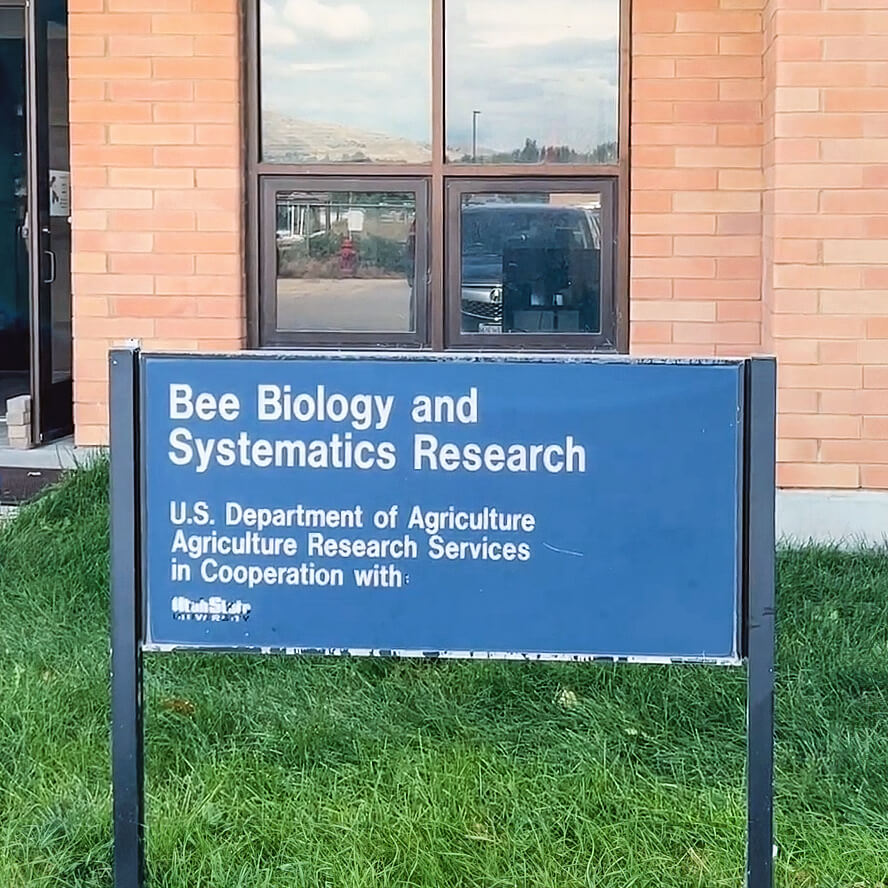 Bee Biology and
Systematics Research
U.S. Department of Agriculture
Agriculture Research Services
in Cooperation with:
UtahState
UNIVERSITY